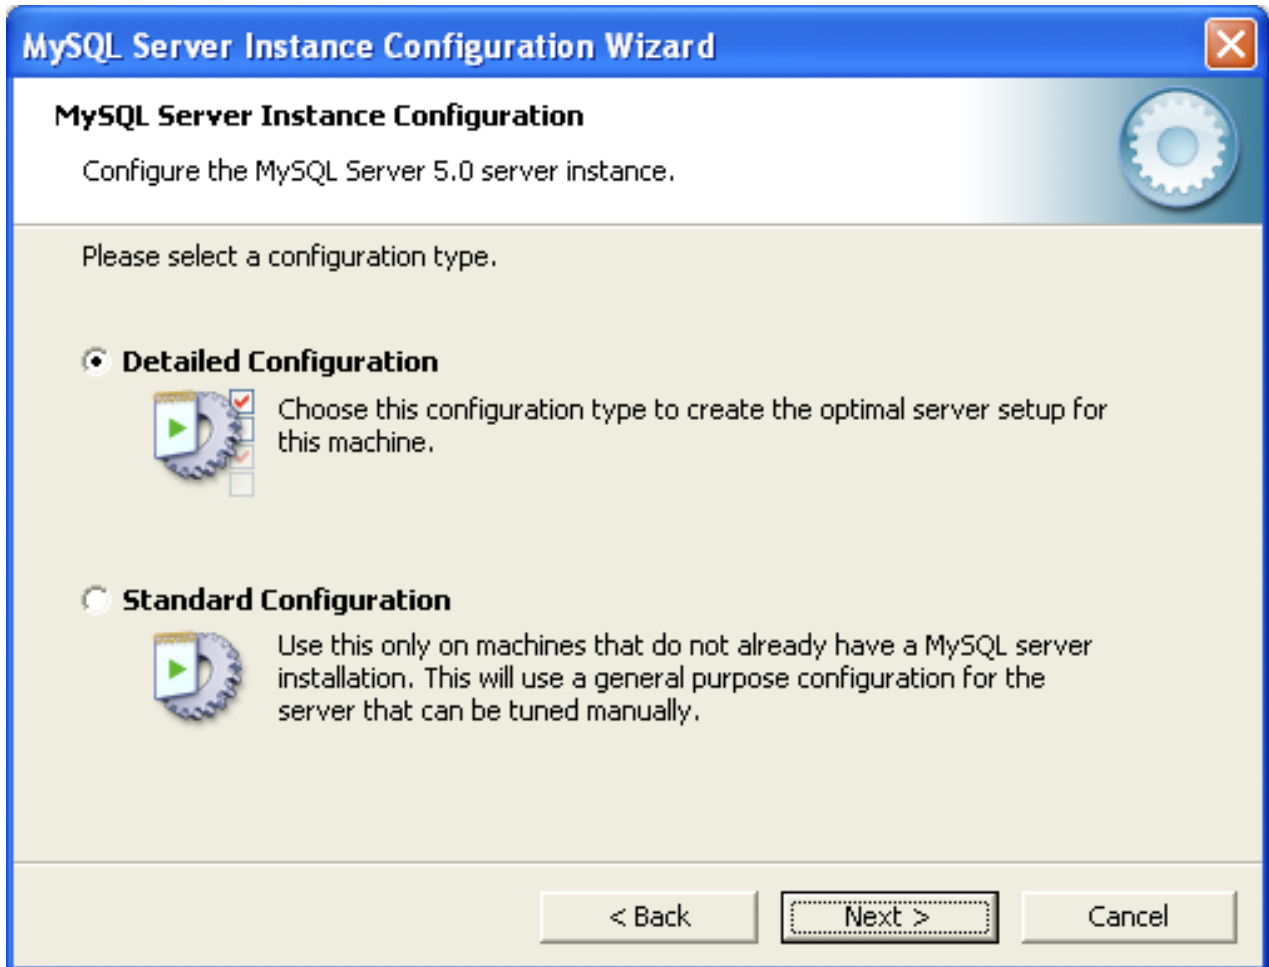 MySQL Server Instance Configuration Wizard
MySQL Server Instance Configuration
Configure the MySQL Server 5.0 server instance.
Please select a configuration type.
Detailed Configuration
Choose this configuration type to create the optimal server setup for
this machine.
Standard Configuration
Use this only on machines that do not already have a MySQL server
installation. This will use a general purpose configuration for the
server that can be tuned manually.
< Back
Next >
Cancel